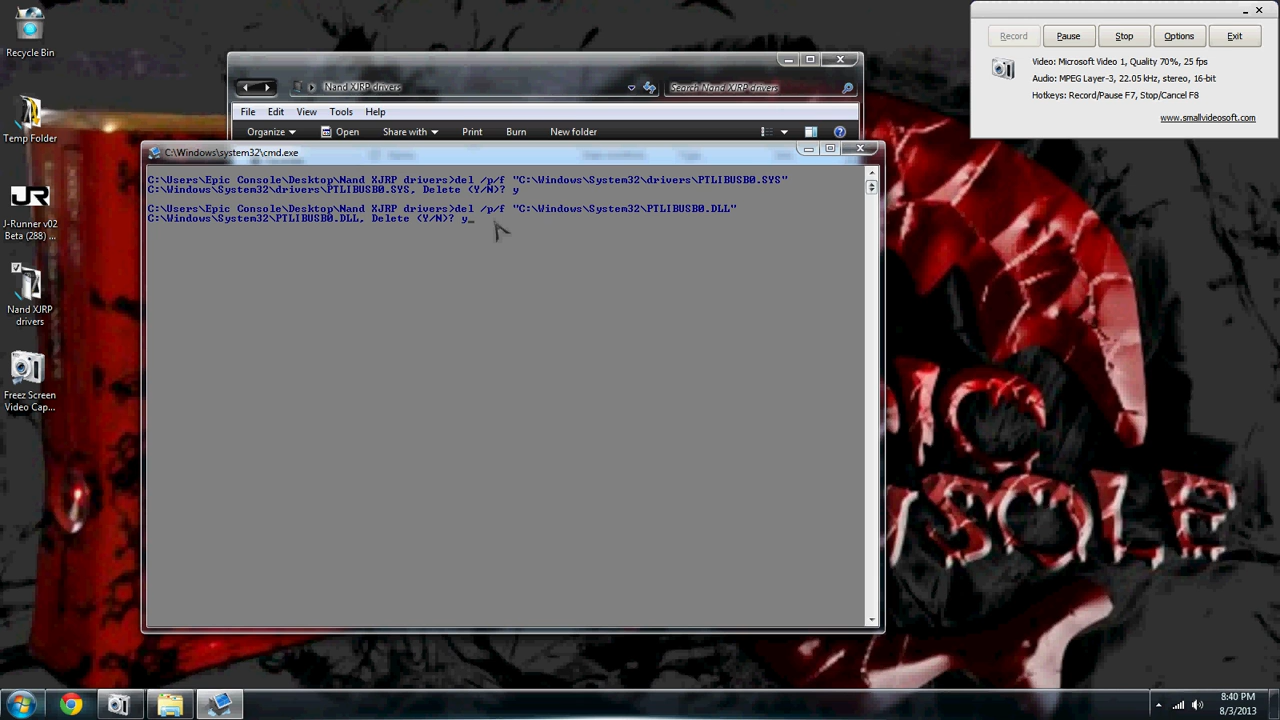 Recycle Bin
Temp Folder
J-Runner v02
Beta (288) ...
Nand XJRP
drivers
Freez Screen
Video Cap...
Nand XJRP drivers
Search Nand XJRP drivers
File Edit View Tools Help
Organize Open Share with Print Burn New folder
C:\Windows\system32\cmd.exe
C:\Users\Epic Console\Desktop\Nand XJRP drivers>del /p/f "C:\Windows\System32\drivers\PTLIBUSB0.SYS"
C:\Windows\System32\drivers\PTLIBUSB0.SYS, Delete (Y/N)? y
C:\Users\Epic Console\Desktop\Nand XJRP drivers>del /p/f "C:\Windows\System32\PTLIBUSB0.DLL"
C:\Windows\System32\PTLIBUSB0.DLL, Delete (Y/N)? y_
Record Pause Stop Options Exit
Video: Microsoft Video 1, Quality 70%, 25 fps
Audio: MPEG Layer-3, 22.05 kHz, stereo, 16-bit
Hotkeys: Record/Pause F7, Stop/Cancel F8
www.smallvideosoft.com
8:40 PM
8/3/2013